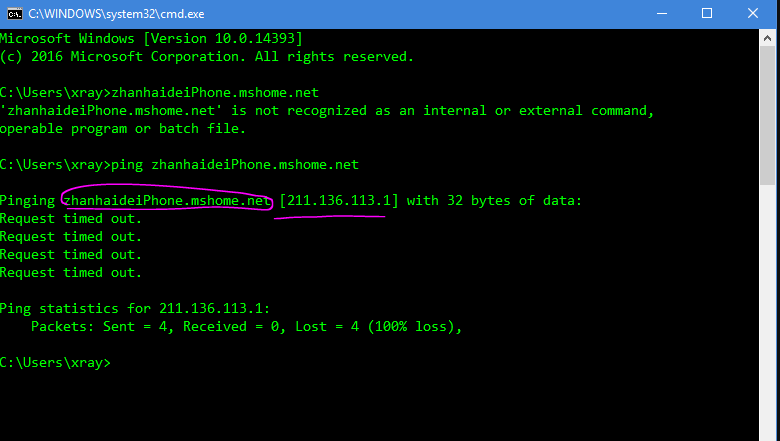 C:\WINDOWS\system32\cmd.exe
Microsoft Windows [Version 10.0.14393]
(c) 2016 Microsoft Corporation. All rights reserved.
C:\Users\xray>zhanhaideiPhone.mshome.net
'zhanhaideiPhone.mshome.net' is not recognized as an internal or external command,
operable program or batch file.
C:\Users\xray>ping zhanhaideiPhone.mshome.net
Pinging zhanhaideiPhone.mshome.net [211.136.113.1] with 32 bytes of data:
Request timed out.
Request timed out.
Request timed out.
Request timed out.
Ping statistics for 211.136.113.1:
Packets: Sent = 4, Received = 0, Lost = 4 (100% loss),
C:\Users\xray>